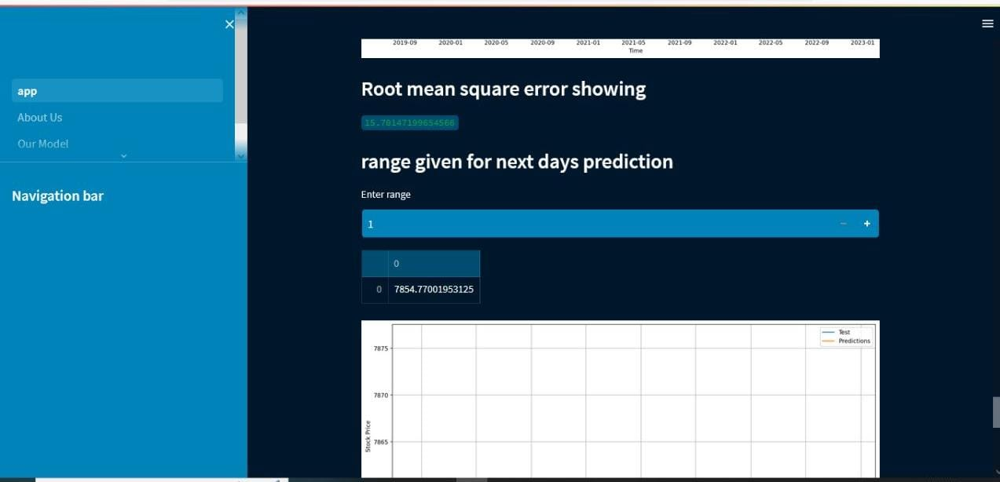 app
About Us
Our Model
Navigation bar
2019-09 2020-01 2020-05 2020-09 2021-01 2021-05 2021-09 2022-01 2022-05 2022-09 2023-01
Time
Root mean square error showing
15.70147199654566
range given for next days prediction
Enter range
1
0
0 7854.77001953125
Test
Predictions
7875
7870
7865
Stock Price